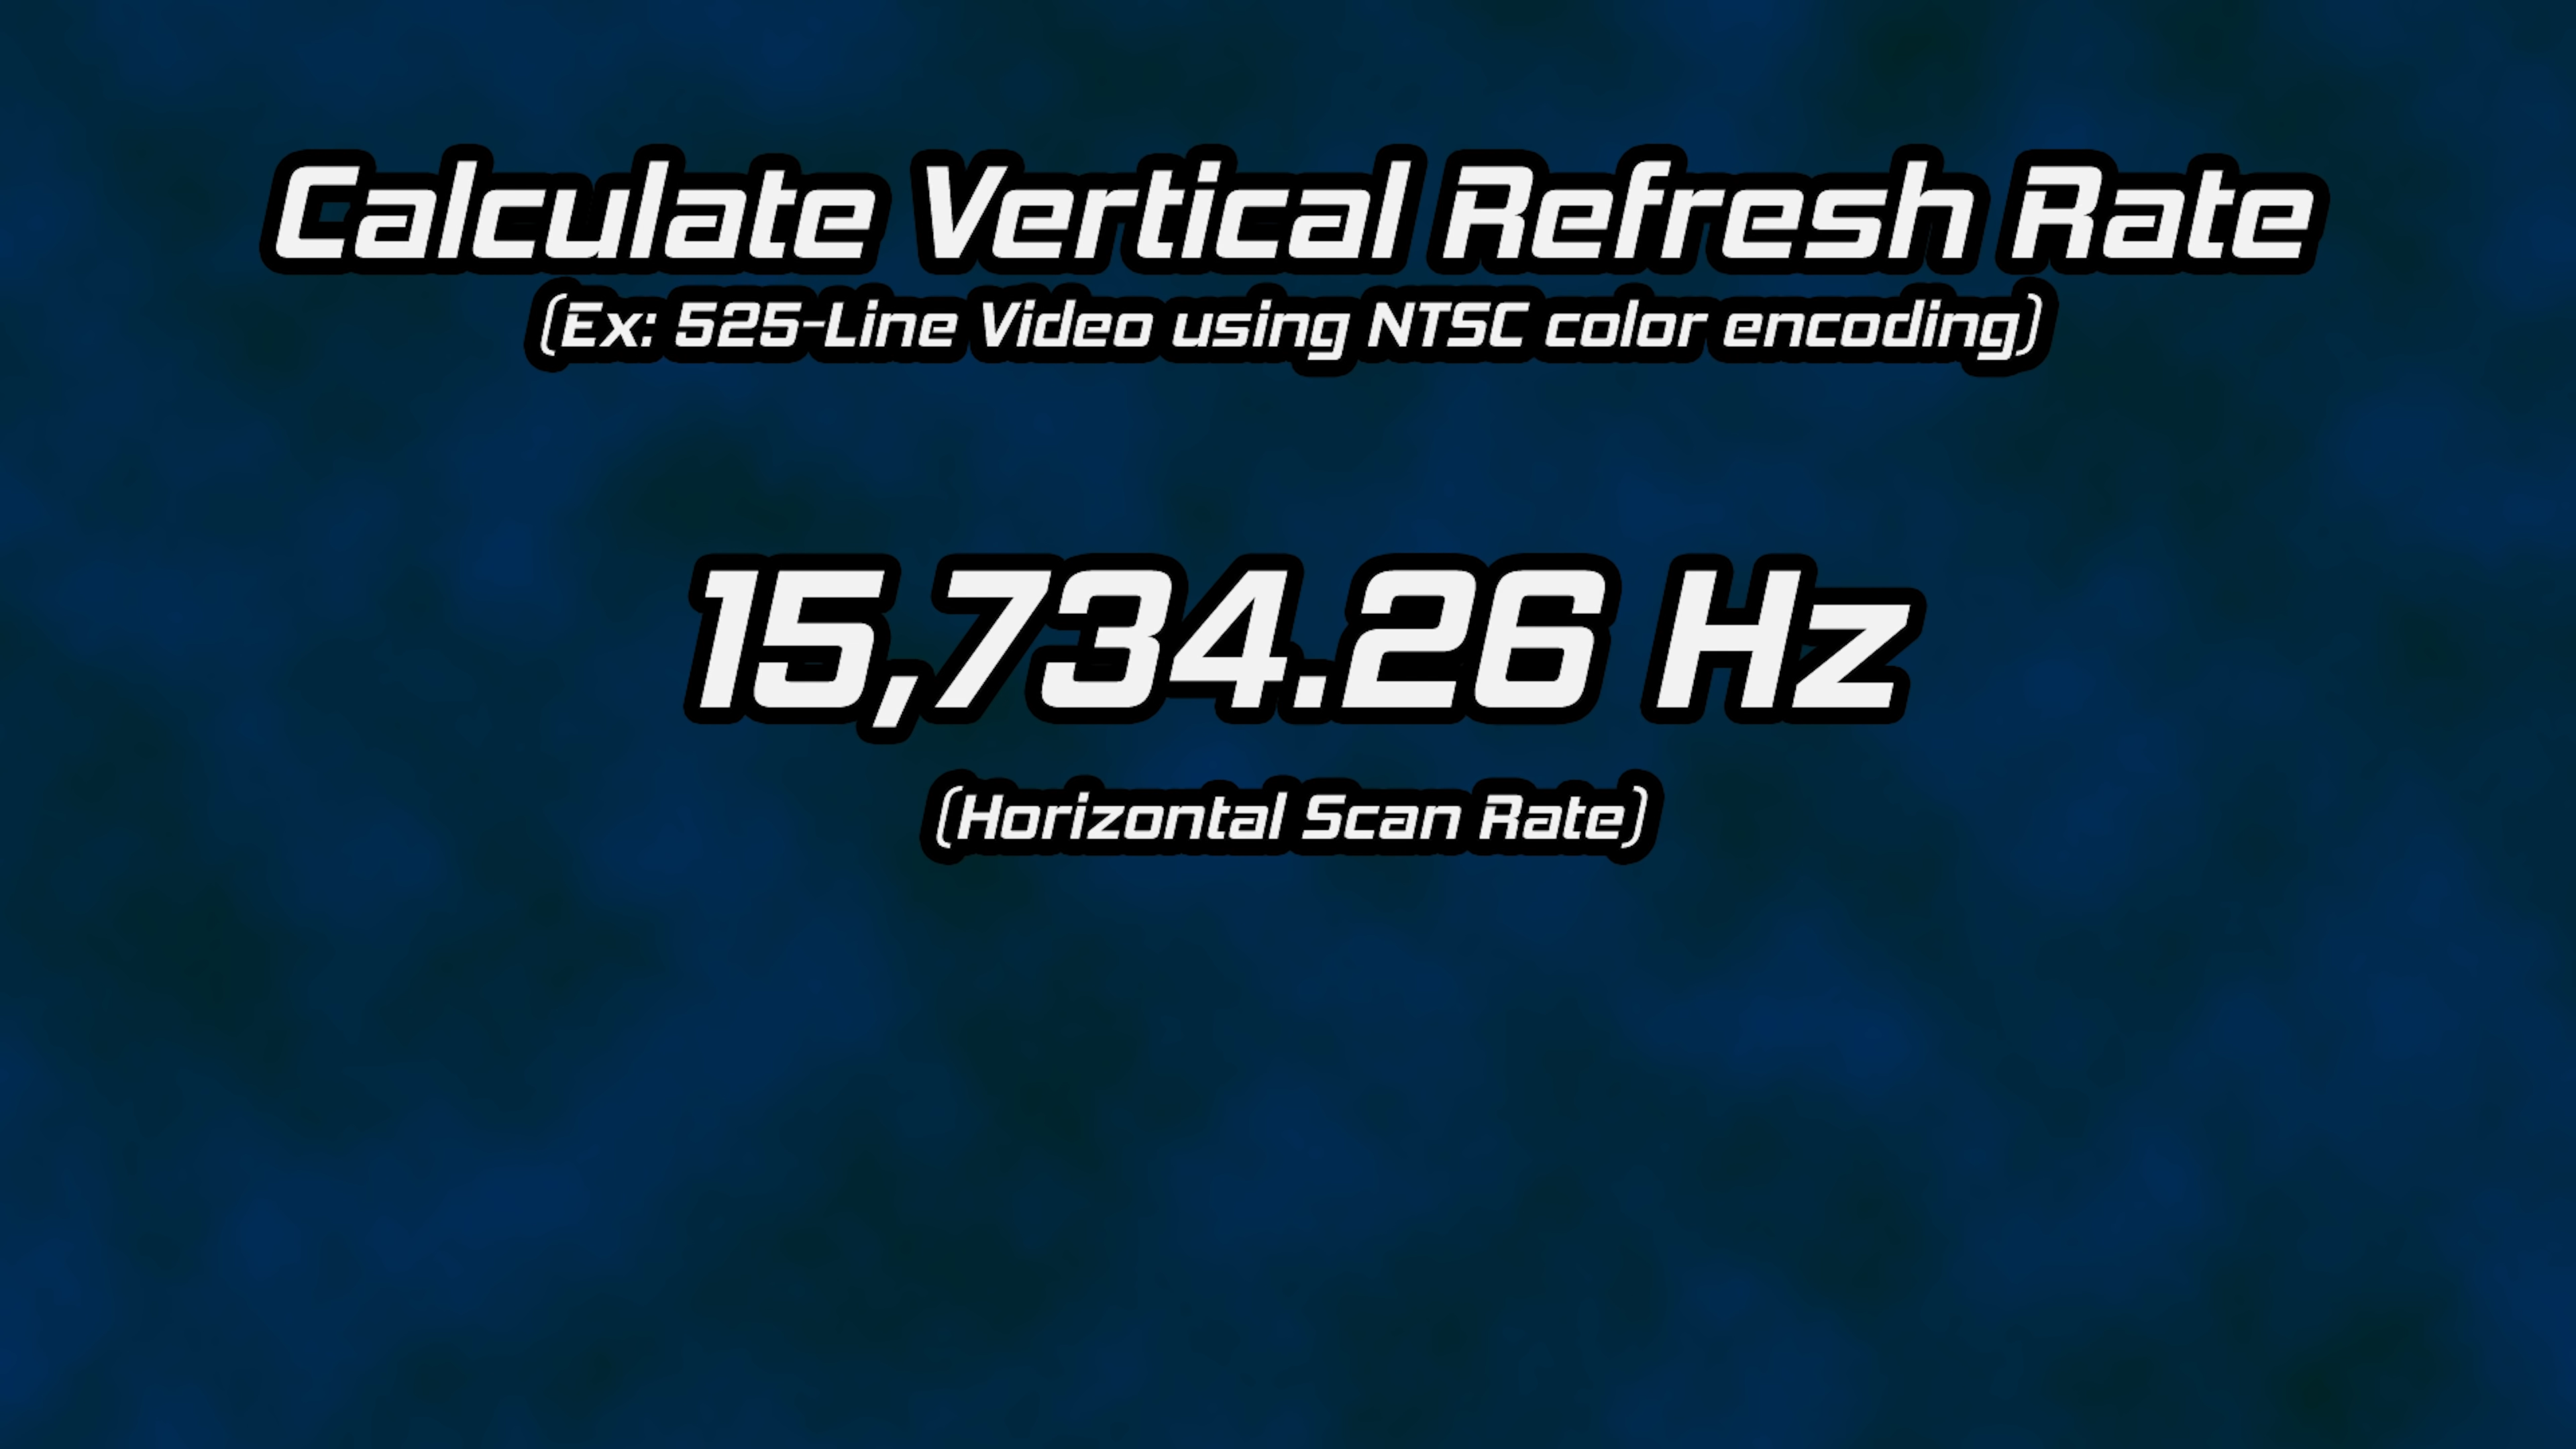 Calculate Vertical Refresh Rate
(Ex: 525-Line Video using NTSC color encoding)
15,734.26 Hz
(Horizontal Scan Rate)